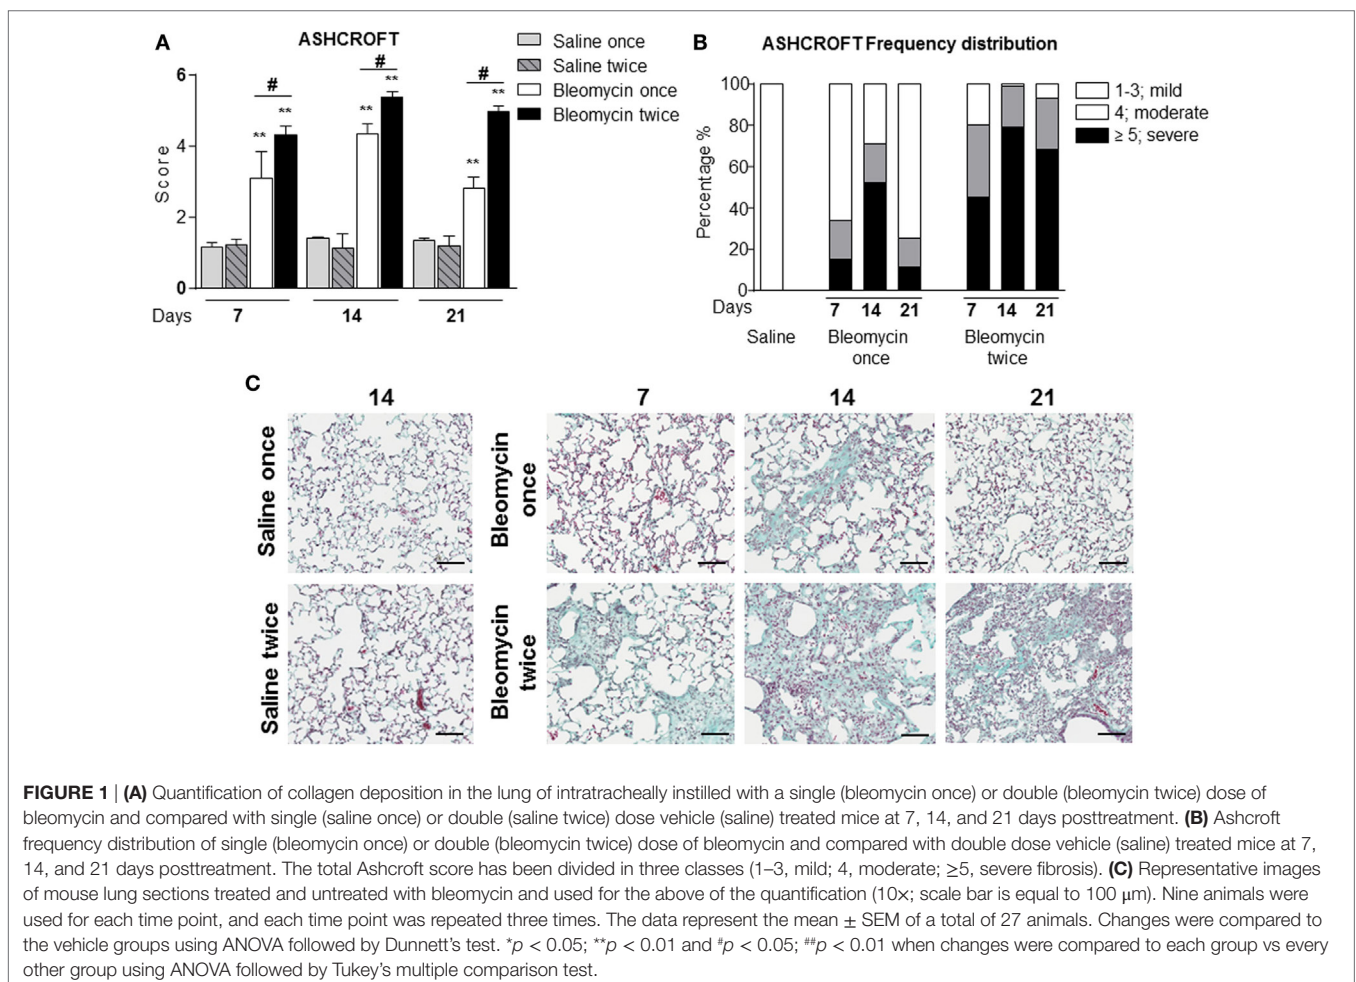 A
ASHCROFT
Saline once
Saline twice
Bleomycin once
Bleomycin twice
Score
6
4
2
0
**
**
#
**
**
#
**
**
#
Days
7
14
21
B
ASHCROFT Frequency distribution
1-3; mild
4; moderate
≥ 5; severe
Percentage %
100
80
60
40
20
0
Days
7 14 21
7 14 21
Saline
Bleomycin
once
Bleomycin
twice
C
14
7
14
21
Saline once
Bleomycin
once
Saline twice
Bleomycin
twice
FIGURE 1 | (A) Quantification of collagen deposition in the lung of intratracheally instilled with a single (bleomycin once) or double (bleomycin twice) dose of
bleomycin and compared with single (saline once) or double (saline twice) dose vehicle (saline) treated mice at 7, 14, and 21 days posttreatment. (B) Ashcroft
frequency distribution of single (bleomycin once) or double (bleomycin twice) dose of bleomycin and compared with double dose vehicle (saline) treated mice at 7,
14, and 21 days posttreatment. The total Ashcroft score has been divided in three classes (1–3, mild; 4, moderate; ≥5, severe fibrosis). (C) Representative images
of mouse lung sections treated and untreated with bleomycin and used for the above of the quantification (10×; scale bar is equal to 100 μm). Nine animals were
used for each time point, and each time point was repeated three times. The data represent the mean ± SEM of a total of 27 animals. Changes were compared to
the vehicle groups using ANOVA followed by Dunnett's test. *p < 0.05; **p < 0.01 and #p < 0.05; ##p < 0.01 when changes were compared to each group vs every
other group using ANOVA followed by Tukey's multiple comparison test.